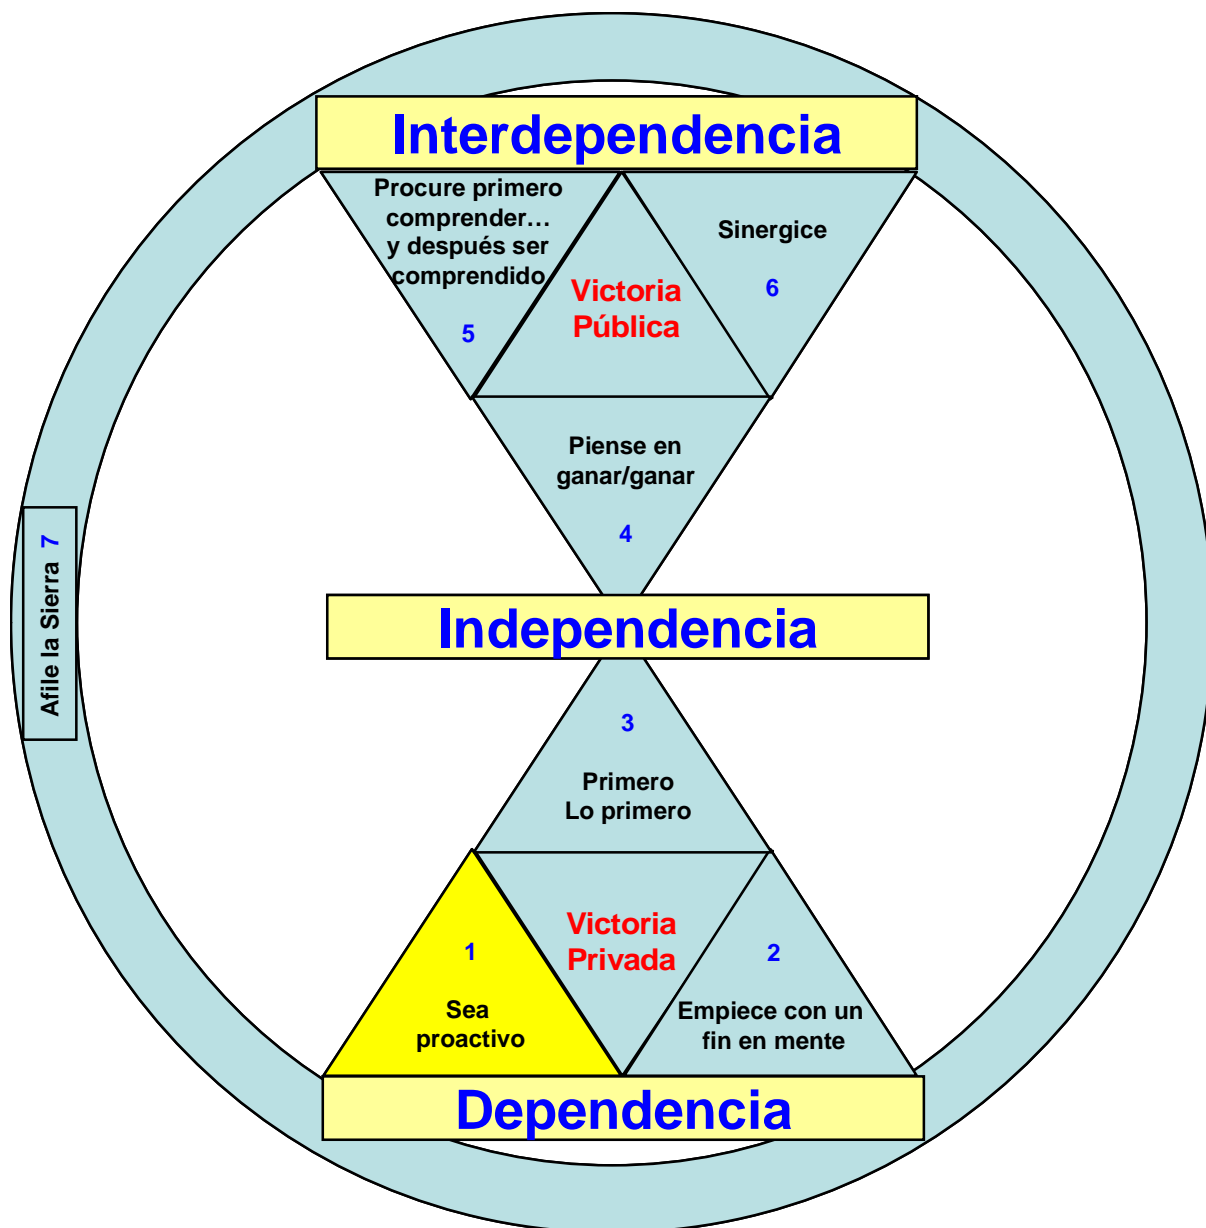 Interdependencia
Procure primero
comprender…
y después ser
comprendido
5
Victoria
Pública
Sinergice
6
Piense en
ganar/ganar
4
Afile la Sierra 7
Independencia
3
Primero
Lo primero
1
Sea
proactivo
Victoria
Privada
2
Empiece con un
fin en mente
Dependencia